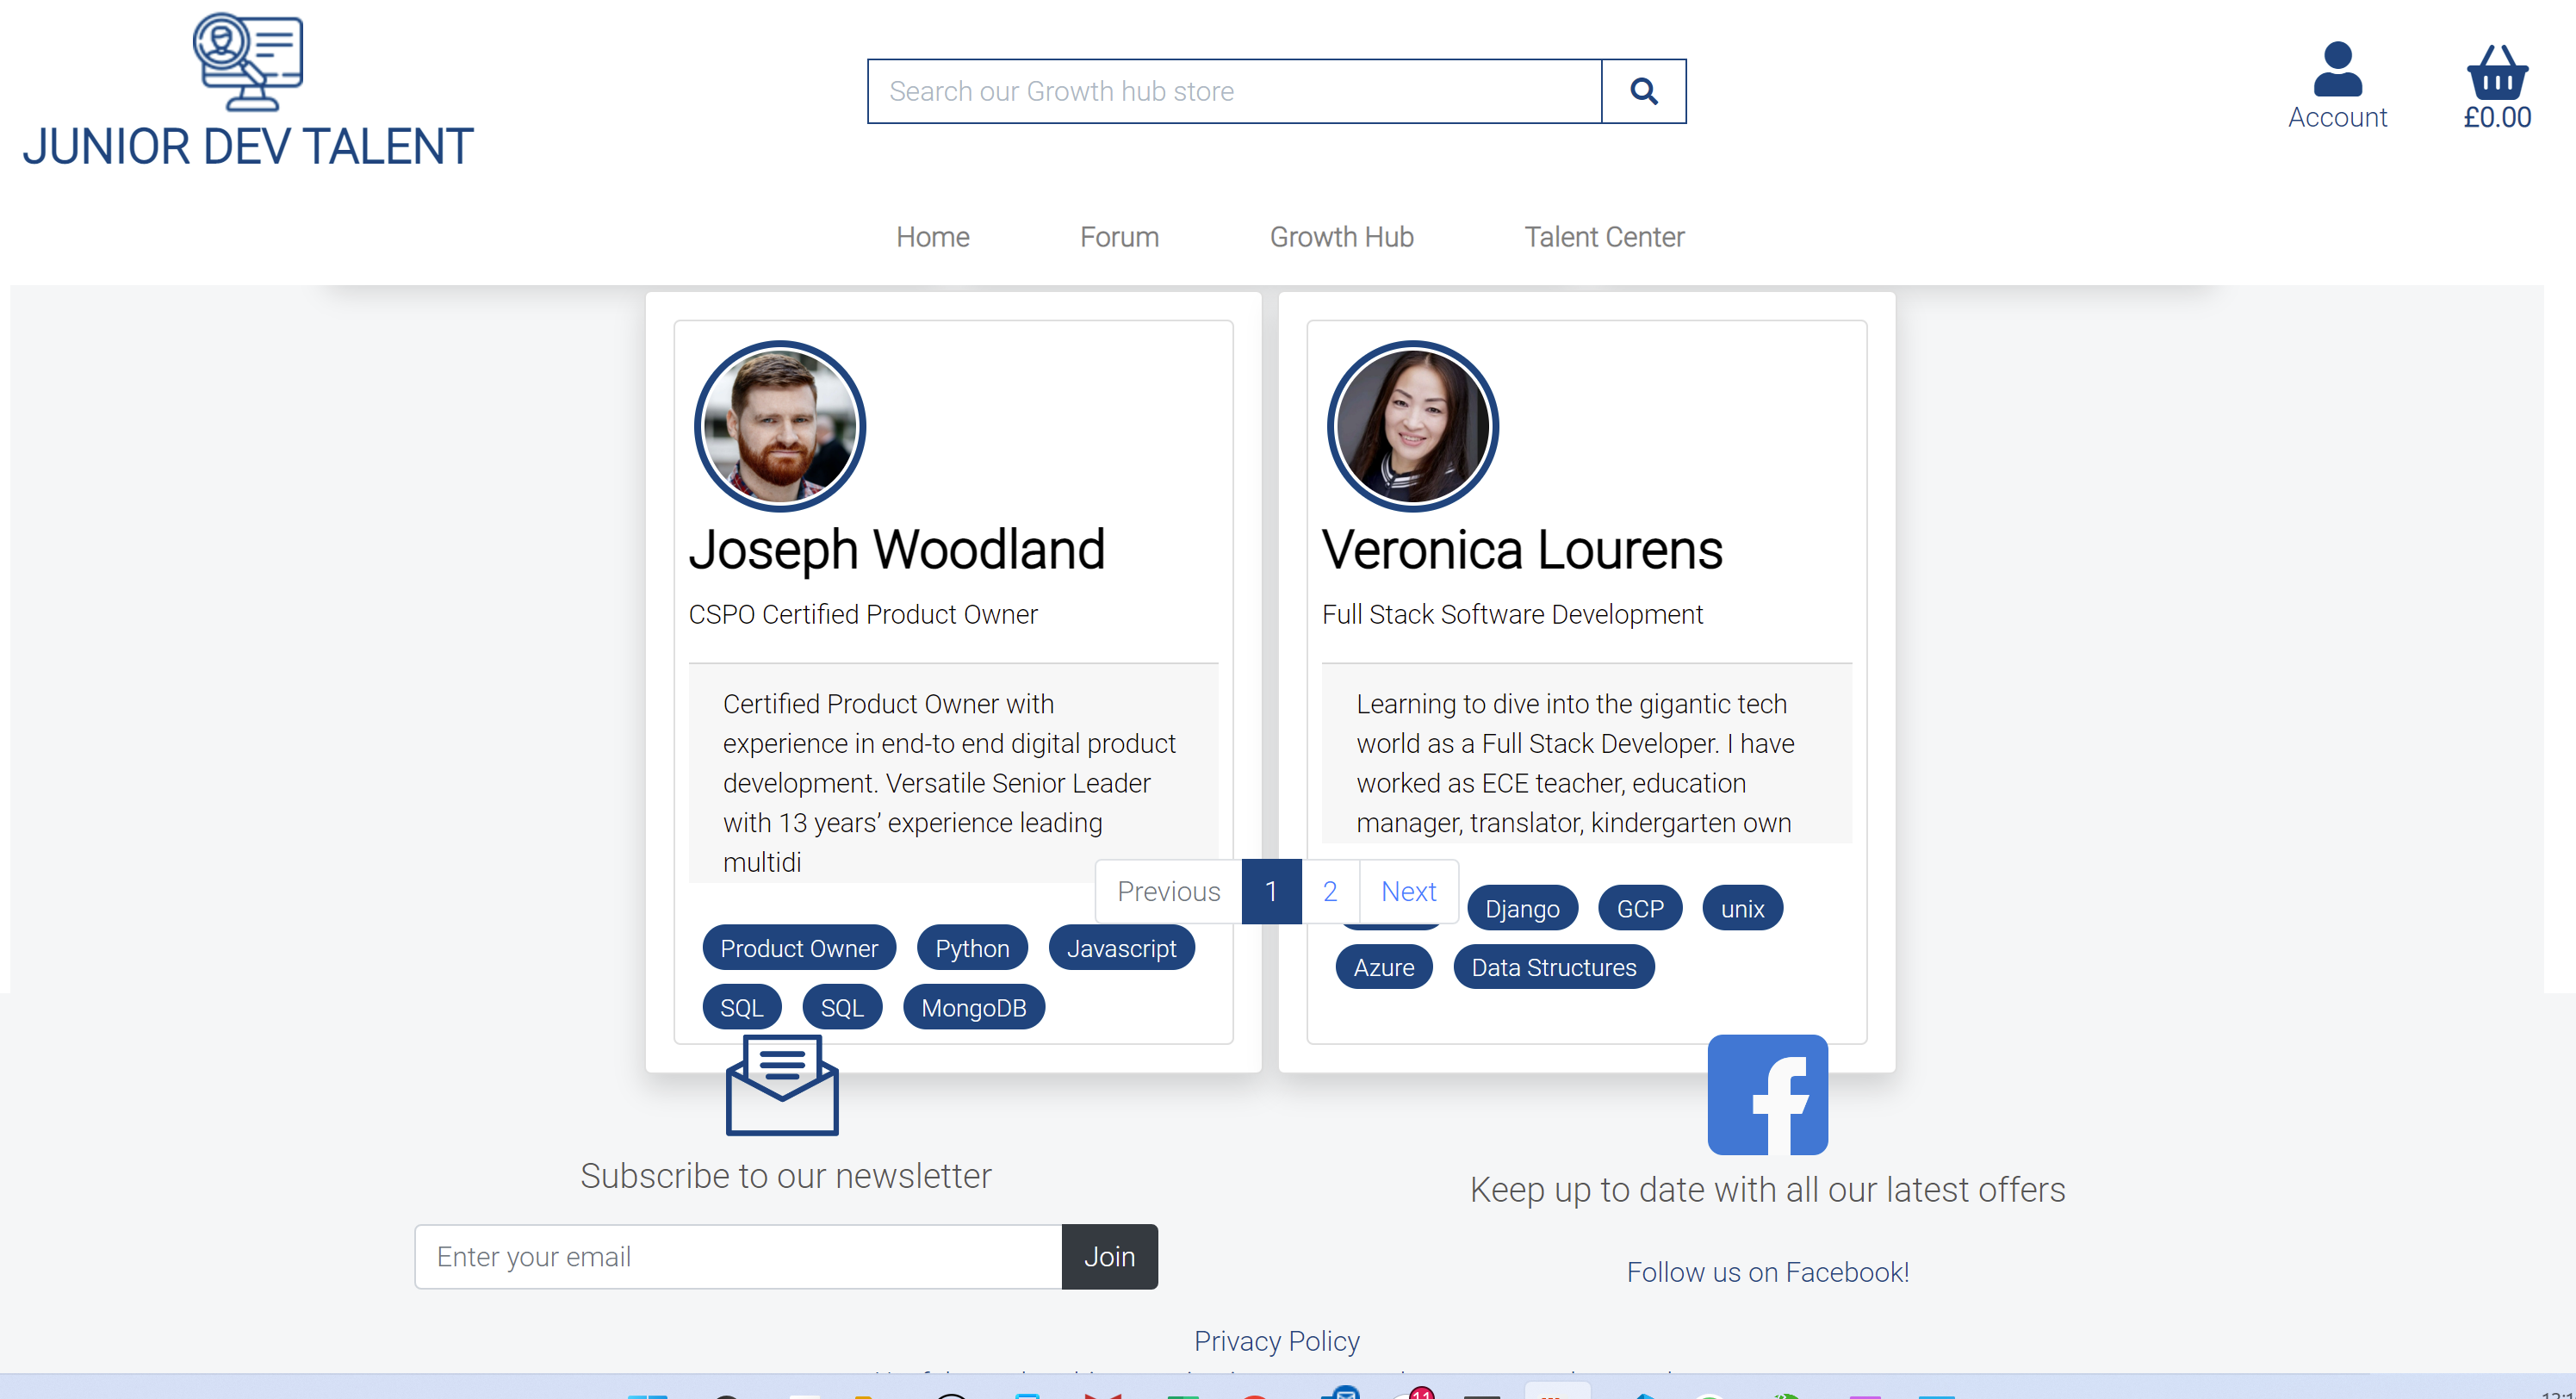 JUNIOR DEV TALENT
Search our Growth hub store
Account
£0.00
Home
Forum
Growth Hub
Talent Center
Joseph Woodland
CSPO Certified Product Owner
Certified Product Owner with
experience in end-to end digital product
development. Versatile Senior Leader
with 13 years’ experience leading
multidi
Product Owner
Python
Javascript
SQL
SQL
MongoDB
Veronica Lourens
Full Stack Software Development
Learning to dive into the gigantic tech
world as a Full Stack Developer. I have
worked as ECE teacher, education
manager, translator, kindergarten own
Django
GCP
unix
Azure
Data Structures
Previous
1
2
Next
Subscribe to our newsletter
Enter your email
Join
Keep up to date with all our latest offers
Follow us on Facebook!
Privacy Policy
11